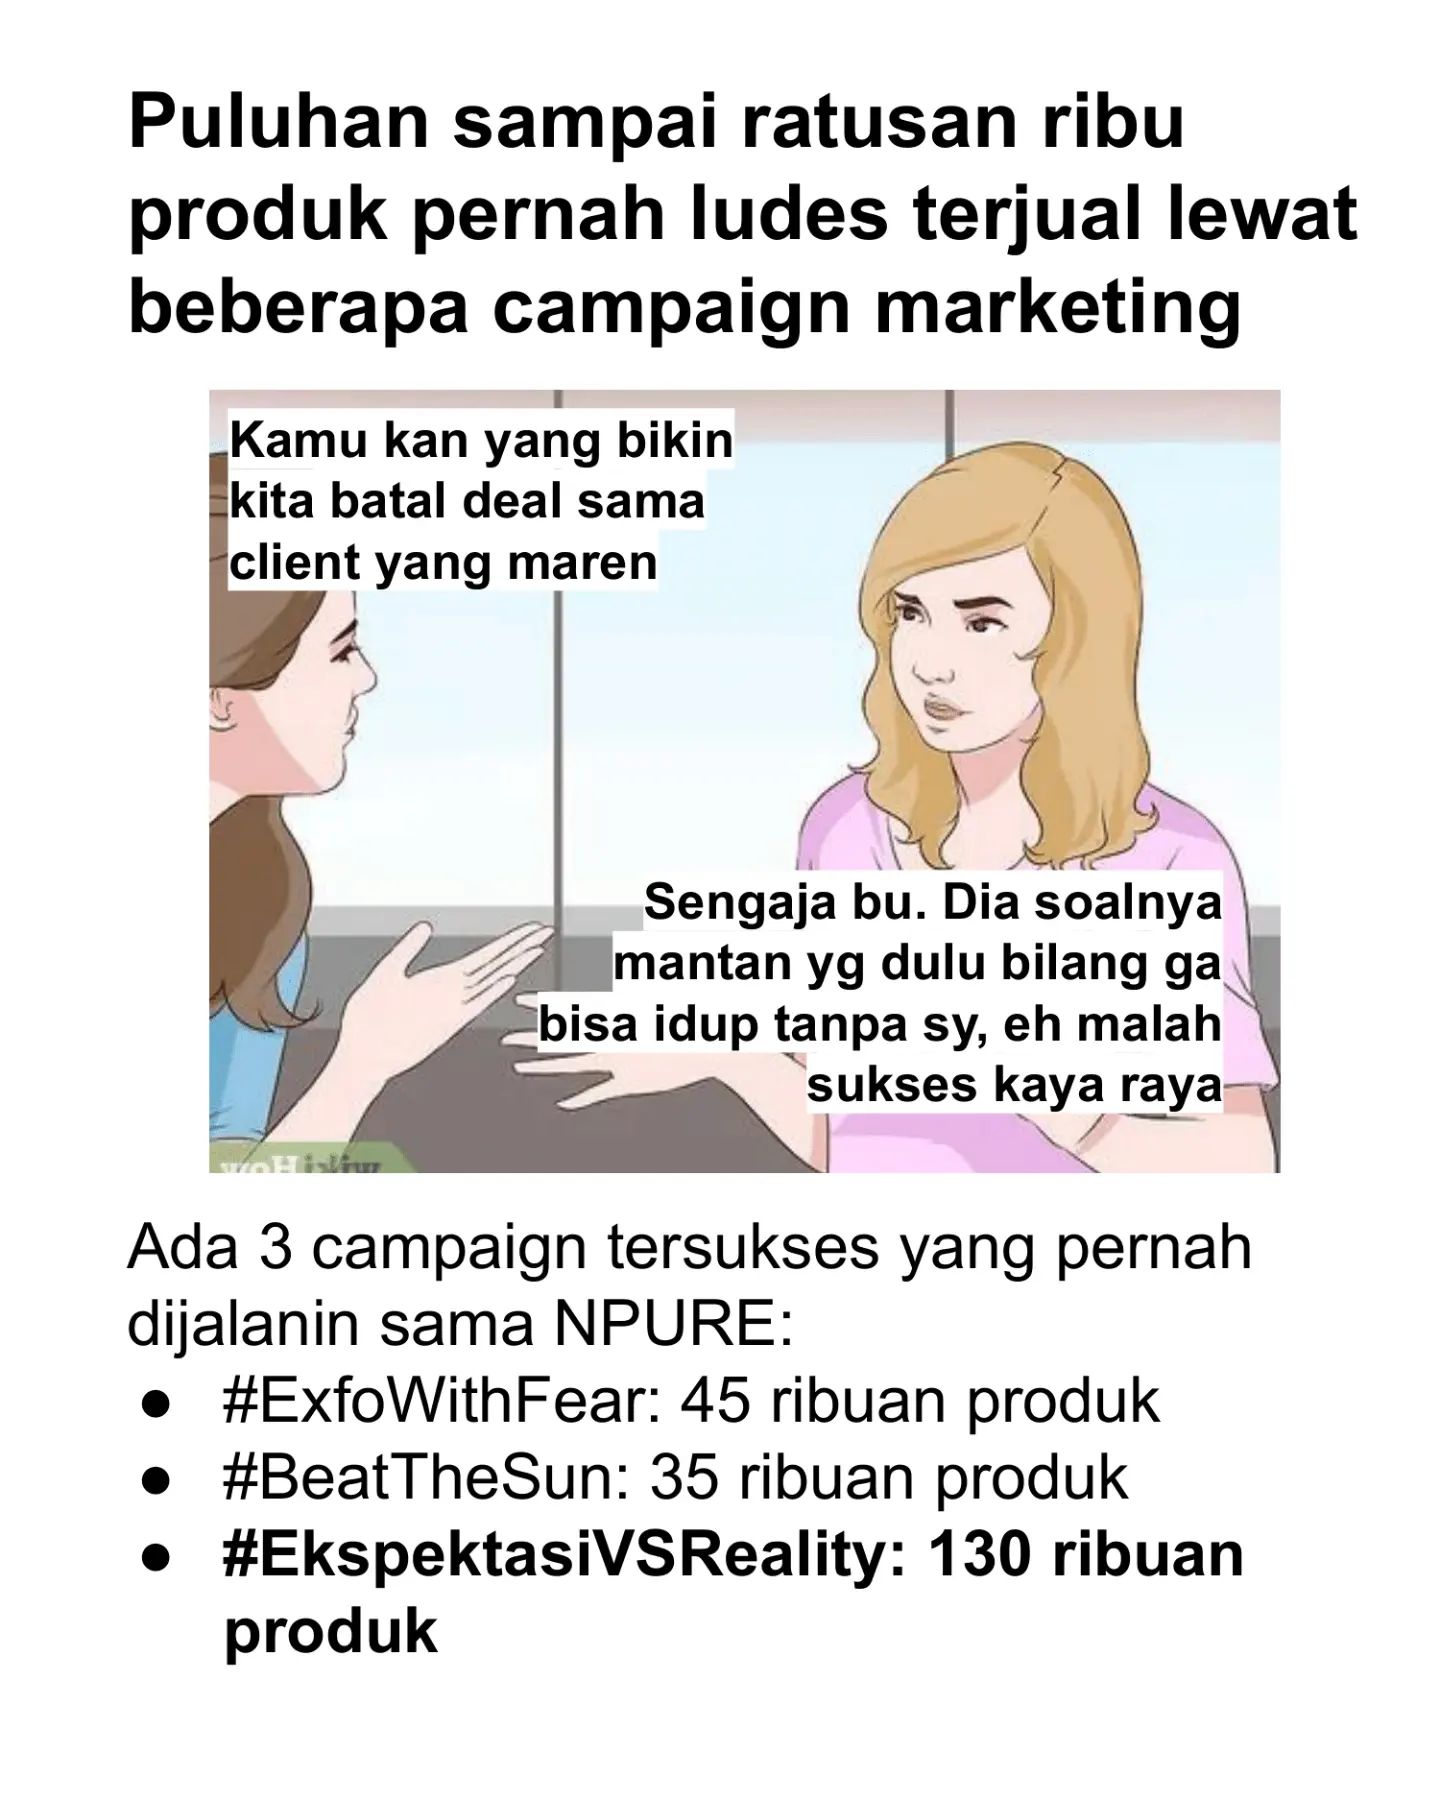 Puluhan sampai ratusan ribu
produk pernah ludes terjual lewat
beberapa campaign marketing
Kamu kan yang bikin
kita batal deal sama
client yang maren
Sengaja bu. Dia soalnya
mantan yg dulu bilang ga
bisa idup tanpa sy, eh malah
sukses kaya raya
wikiHow
Ada 3 campaign tersukses yang pernah
dijalanin sama NPURE:
● #ExfoWithFear: 45 ribuan produk
● #BeatTheSun: 35 ribuan produk
● #EkspektasiVSReality: 130 ribuan
produk